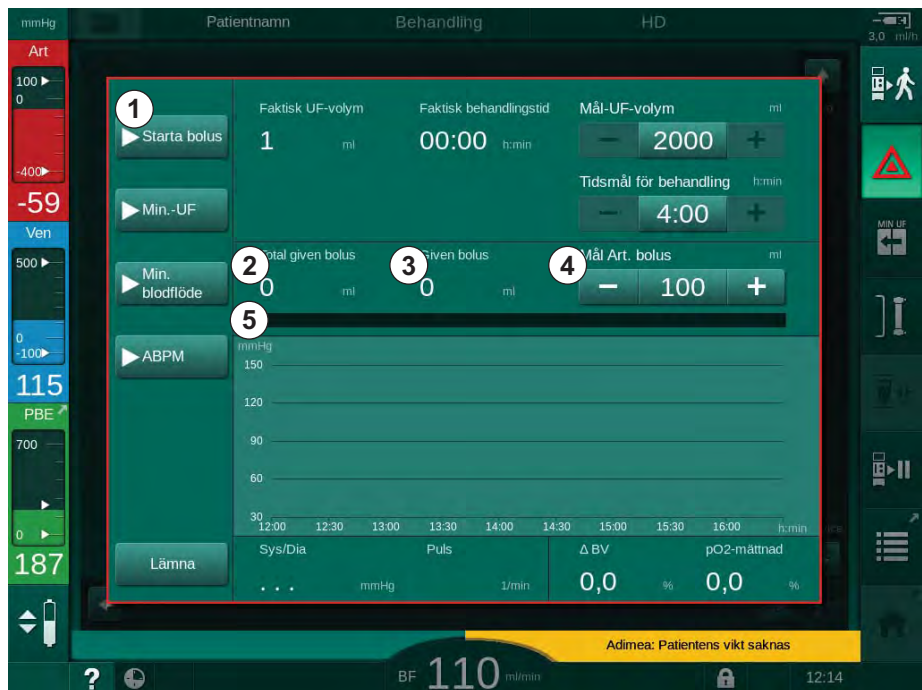 mmHg
Patientnamn Behandling HD
3,0 ml/h
Art
100
0
-400
-59
Ven
500
0
-100
115
PBE
700
0
187
1
Starta bolus
Min.-UF
Min.
blodflöde
ABPM
Lämna
Faktisk UF-volym Faktisk behandlingstid Mål-UF-volym ml
1 ml 00:00 h:min − 2000 +
Tidsmål för behandling h:min
− 4:00 +
2 Total given bolus 3 Given bolus 4 Mål Art. bolus ml
0 ml 0 ml − 100 +
5
mmHg
150
120
90
60
30
12:00 12:30 13:00 13:30 14:00 14:30 15:00 15:30 16:00 h:min
Sys/Dia Puls Δ BV pO2-mättnad
. . . mmHg 1/min 0,0 % 0,0 %
MIN UF
Adimea: Patientens vikt saknas
? BF 110 ml/min 12:14